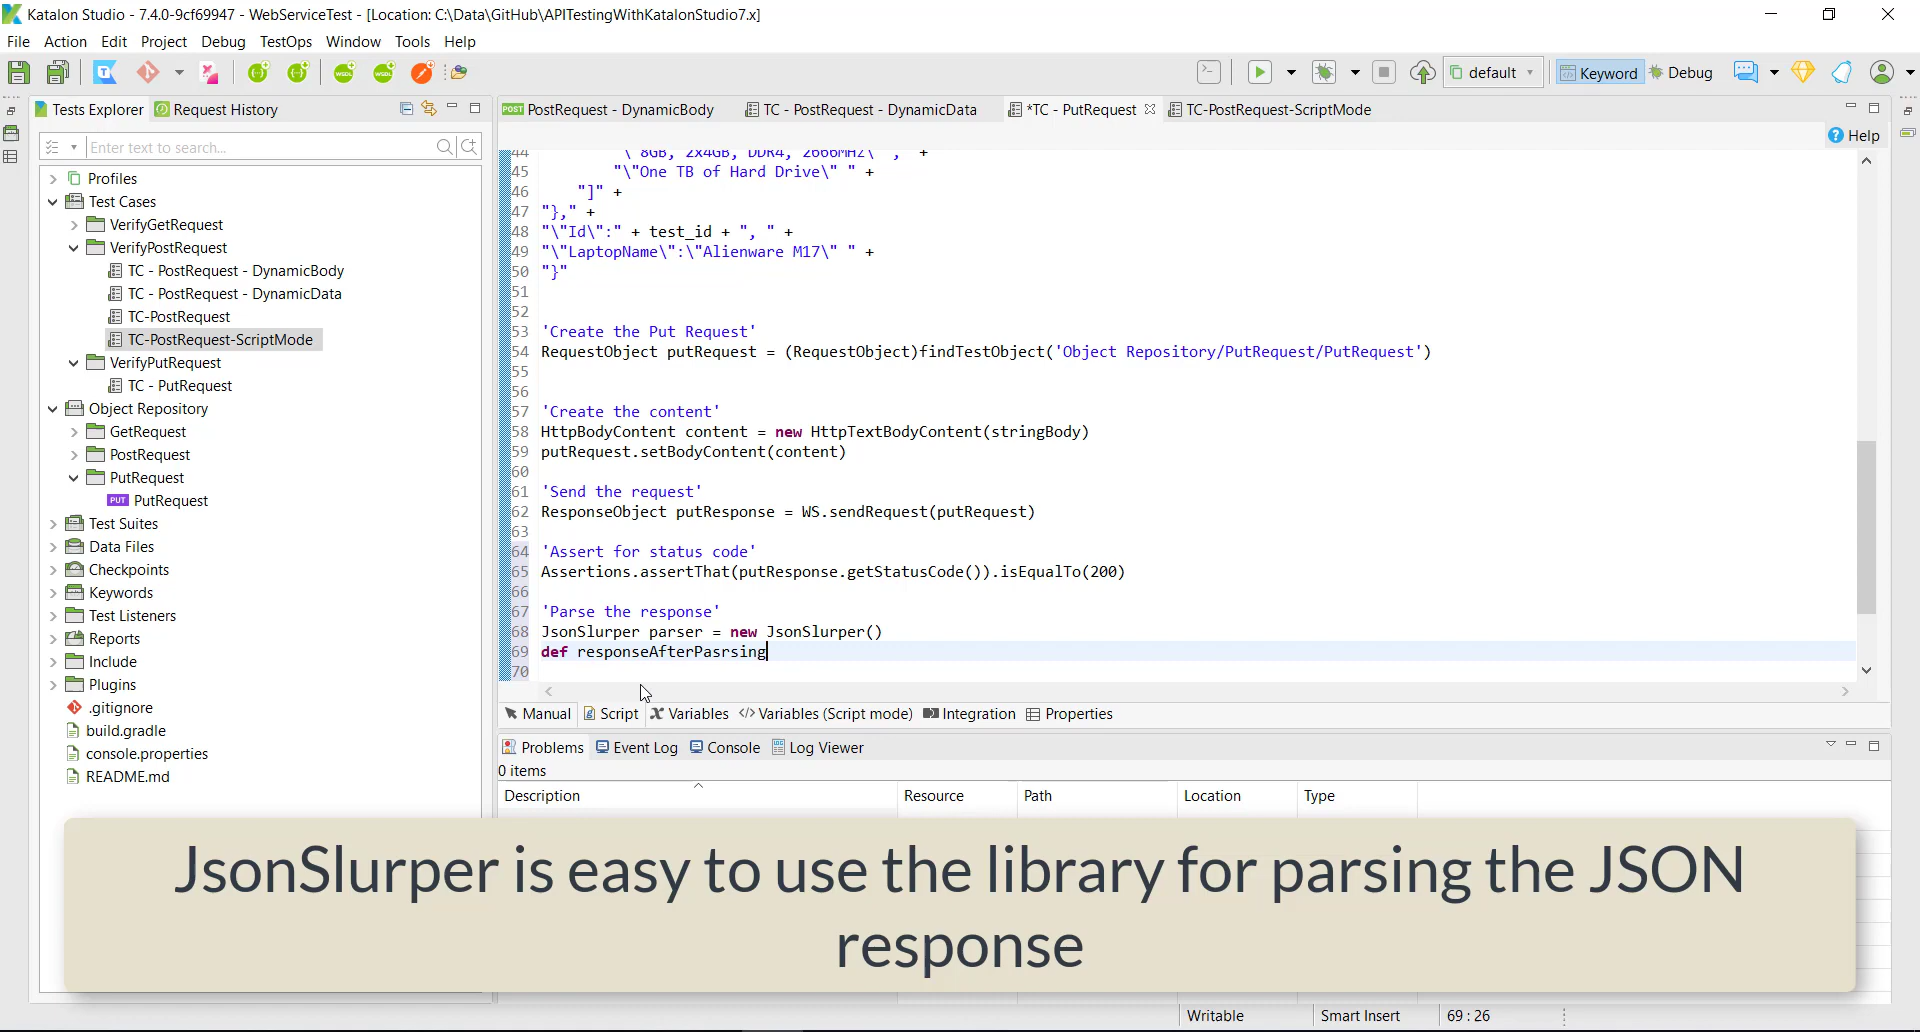 Katalon Studio - 7.4.0-9cf69947 - WebServiceTest - [Location: C:\Data\GitHub\APITestingWithKatalonStudio7.x]
File Action Edit Project Debug TestOps Window Tools Help
default Keyword Debug
Tests Explorer Request History
POST PostRequest - DynamicBody TC - PostRequest - DynamicData *TC - PutRequest TC-PostRequest-ScriptMode
Help
Enter text to search...
Profiles
Test Cases
VerifyGetRequest
VerifyPostRequest
TC - PostRequest - DynamicBody
TC - PostRequest - DynamicData
TC-PostRequest
TC-PostRequest-ScriptMode
VerifyPutRequest
TC - PutRequest
Object Repository
GetRequest
PostRequest
PutRequest
PUT PutRequest
Test Suites
Data Files
Checkpoints
Keywords
Test Listeners
Reports
Include
Plugins
.gitignore
build.gradle
console.properties
README.md
44 \ 8GB, 2x4GB, DDR4, 2666MHz\ , +
45 "\"One TB of Hard Drive\" " +
46 "]" +
47 "}," +
48 "\"Id\":" + test_id + ", " +
49 "\"LaptopName\":\"Alienware M17\" " +
50 "}"
51
52
53 'Create the Put Request'
54 RequestObject putRequest = (RequestObject)findTestObject('Object Repository/PutRequest/PutRequest')
55
56
57 'Create the content'
58 HttpBodyContent content = new HttpTextBodyContent(stringBody)
59 putRequest.setBodyContent(content)
60
61 'Send the request'
62 ResponseObject putResponse = WS.sendRequest(putRequest)
63
64 'Assert for status code'
65 Assertions.assertThat(putResponse.getStatusCode()).isEqualTo(200)
66
67 'Parse the response'
68 JsonSlurper parser = new JsonSlurper()
69 def responseAfterPasrsing
70
Manual Script Variables Variables (Script mode) Integration Properties
Problems Event Log Console Log Viewer
0 items
Description Resource Path Location Type
JsonSlurper is easy to use the library for parsing the JSON
response
Writable Smart Insert 69 : 26